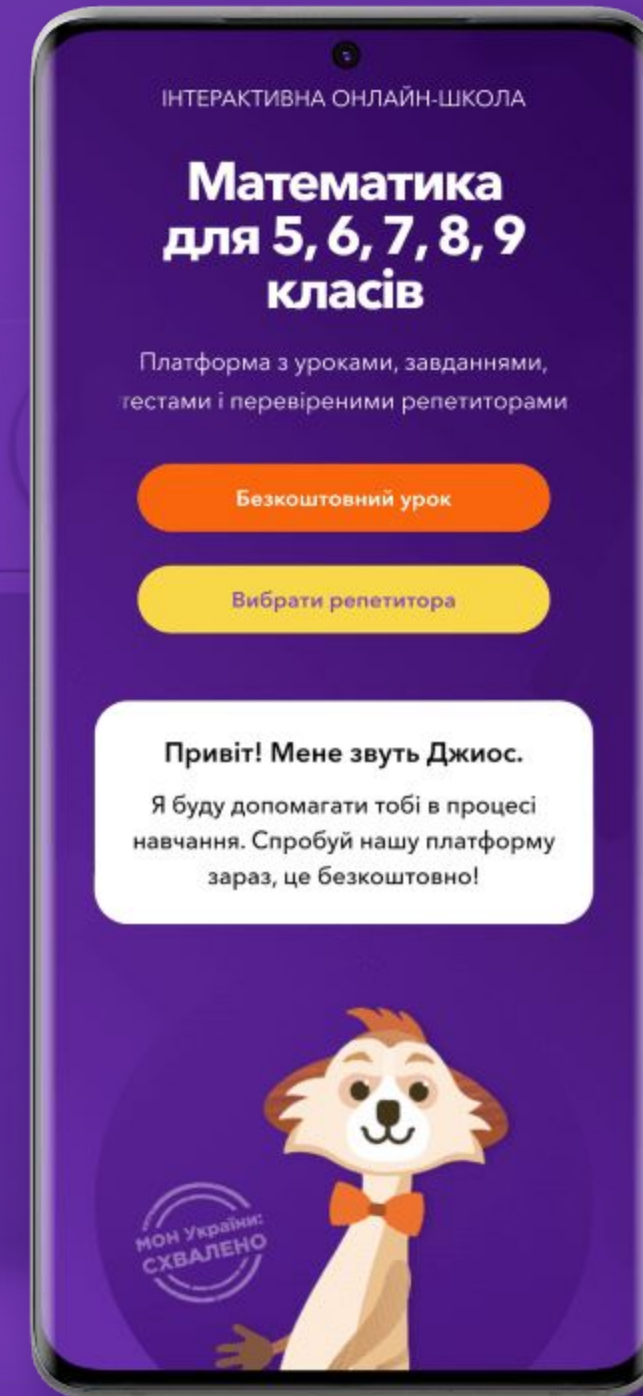 ІНТЕРАКТИВНА ОНЛАЙН-ШКОЛА
Математика
для 5, 6, 7, 8, 9
класів
Платформа з уроками, завданнями,
тестами і перевіреними репетиторами
Безкоштовний урок
Вибрати репетитора
Привіт! Мене звуть Джиос.
Я буду допомагати тобі в процесі
навчання. Спробуй нашу платформу
зараз, це безкоштовно!
МОН України:
СХВАЛЕНО